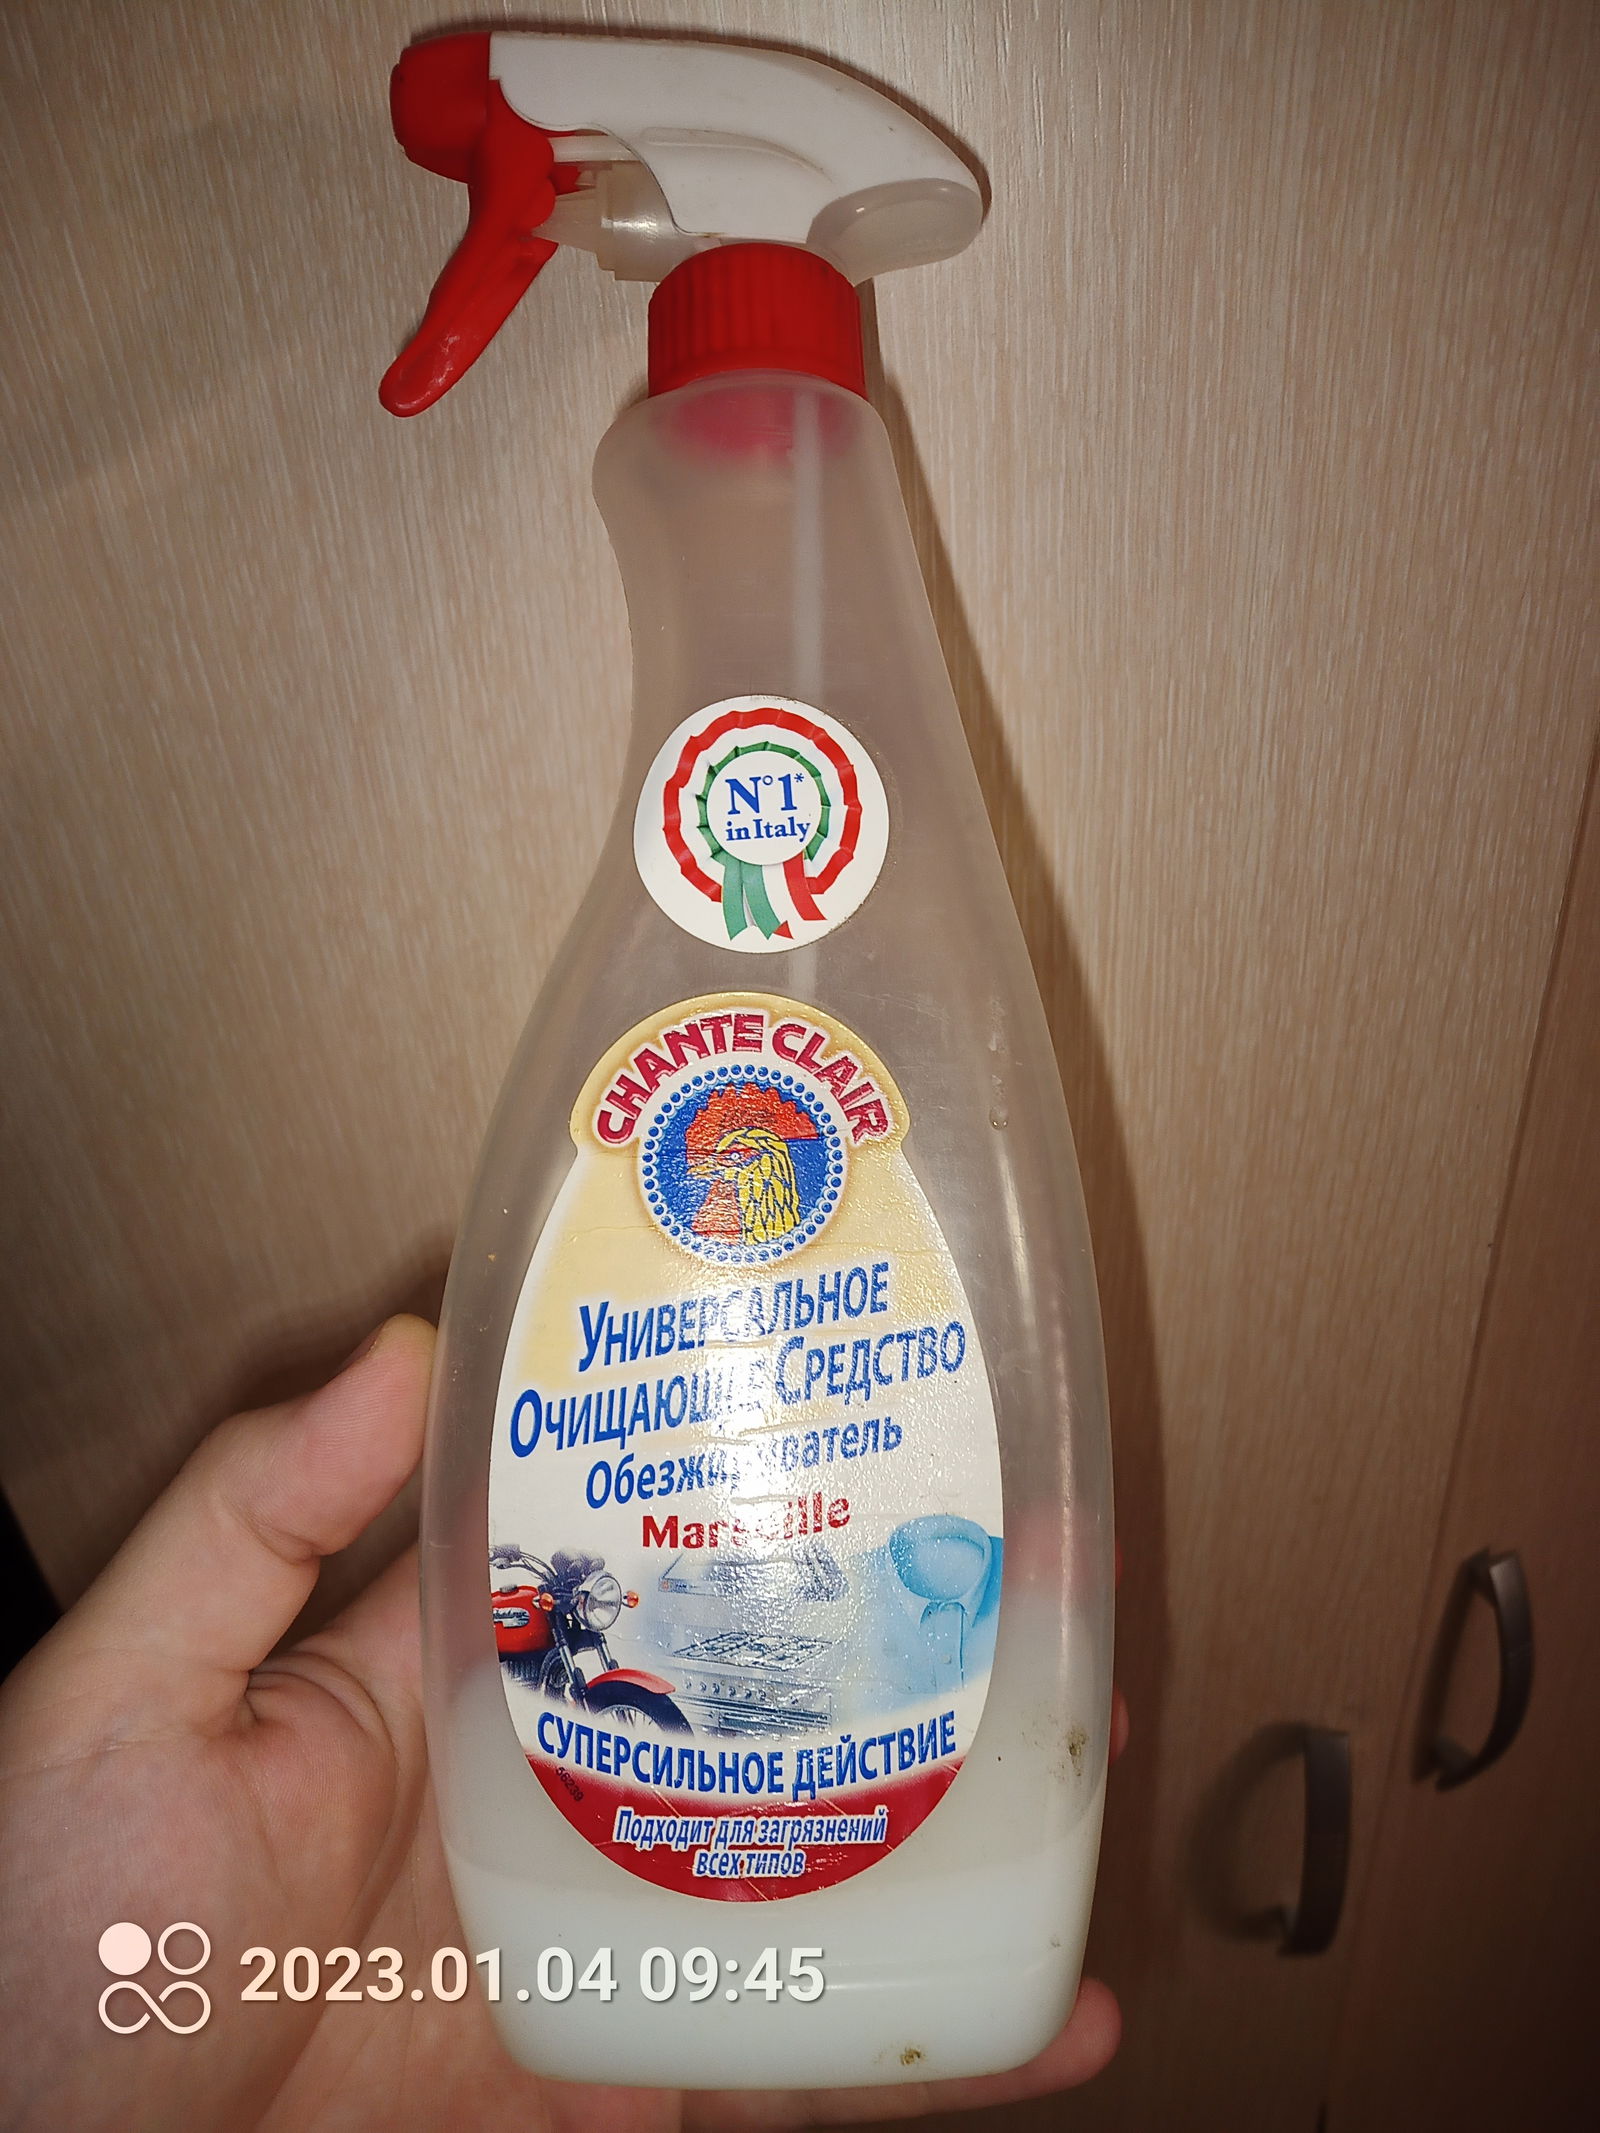 N°1*
in Italy
CHANTE CLAIR
УНИВЕРСАЛЬНОЕ
ОЧИЩАЮЩЕЕ СРЕДСТВО
Обезжириватель
Marseille
СУПЕРСИЛЬНОЕ ДЕЙСТВИЕ
56239
Подходит для загрязнений
всех типов
2023.01.04 09:45